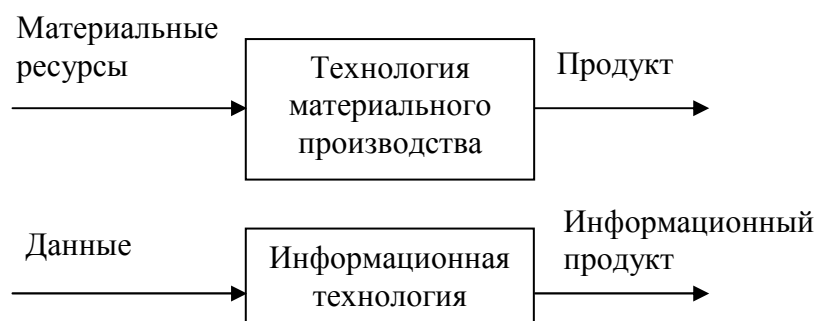 Материальные
ресурсы
Технология
материального
производства
Продукт
Данные
Информационная
технология
Информационный
продукт